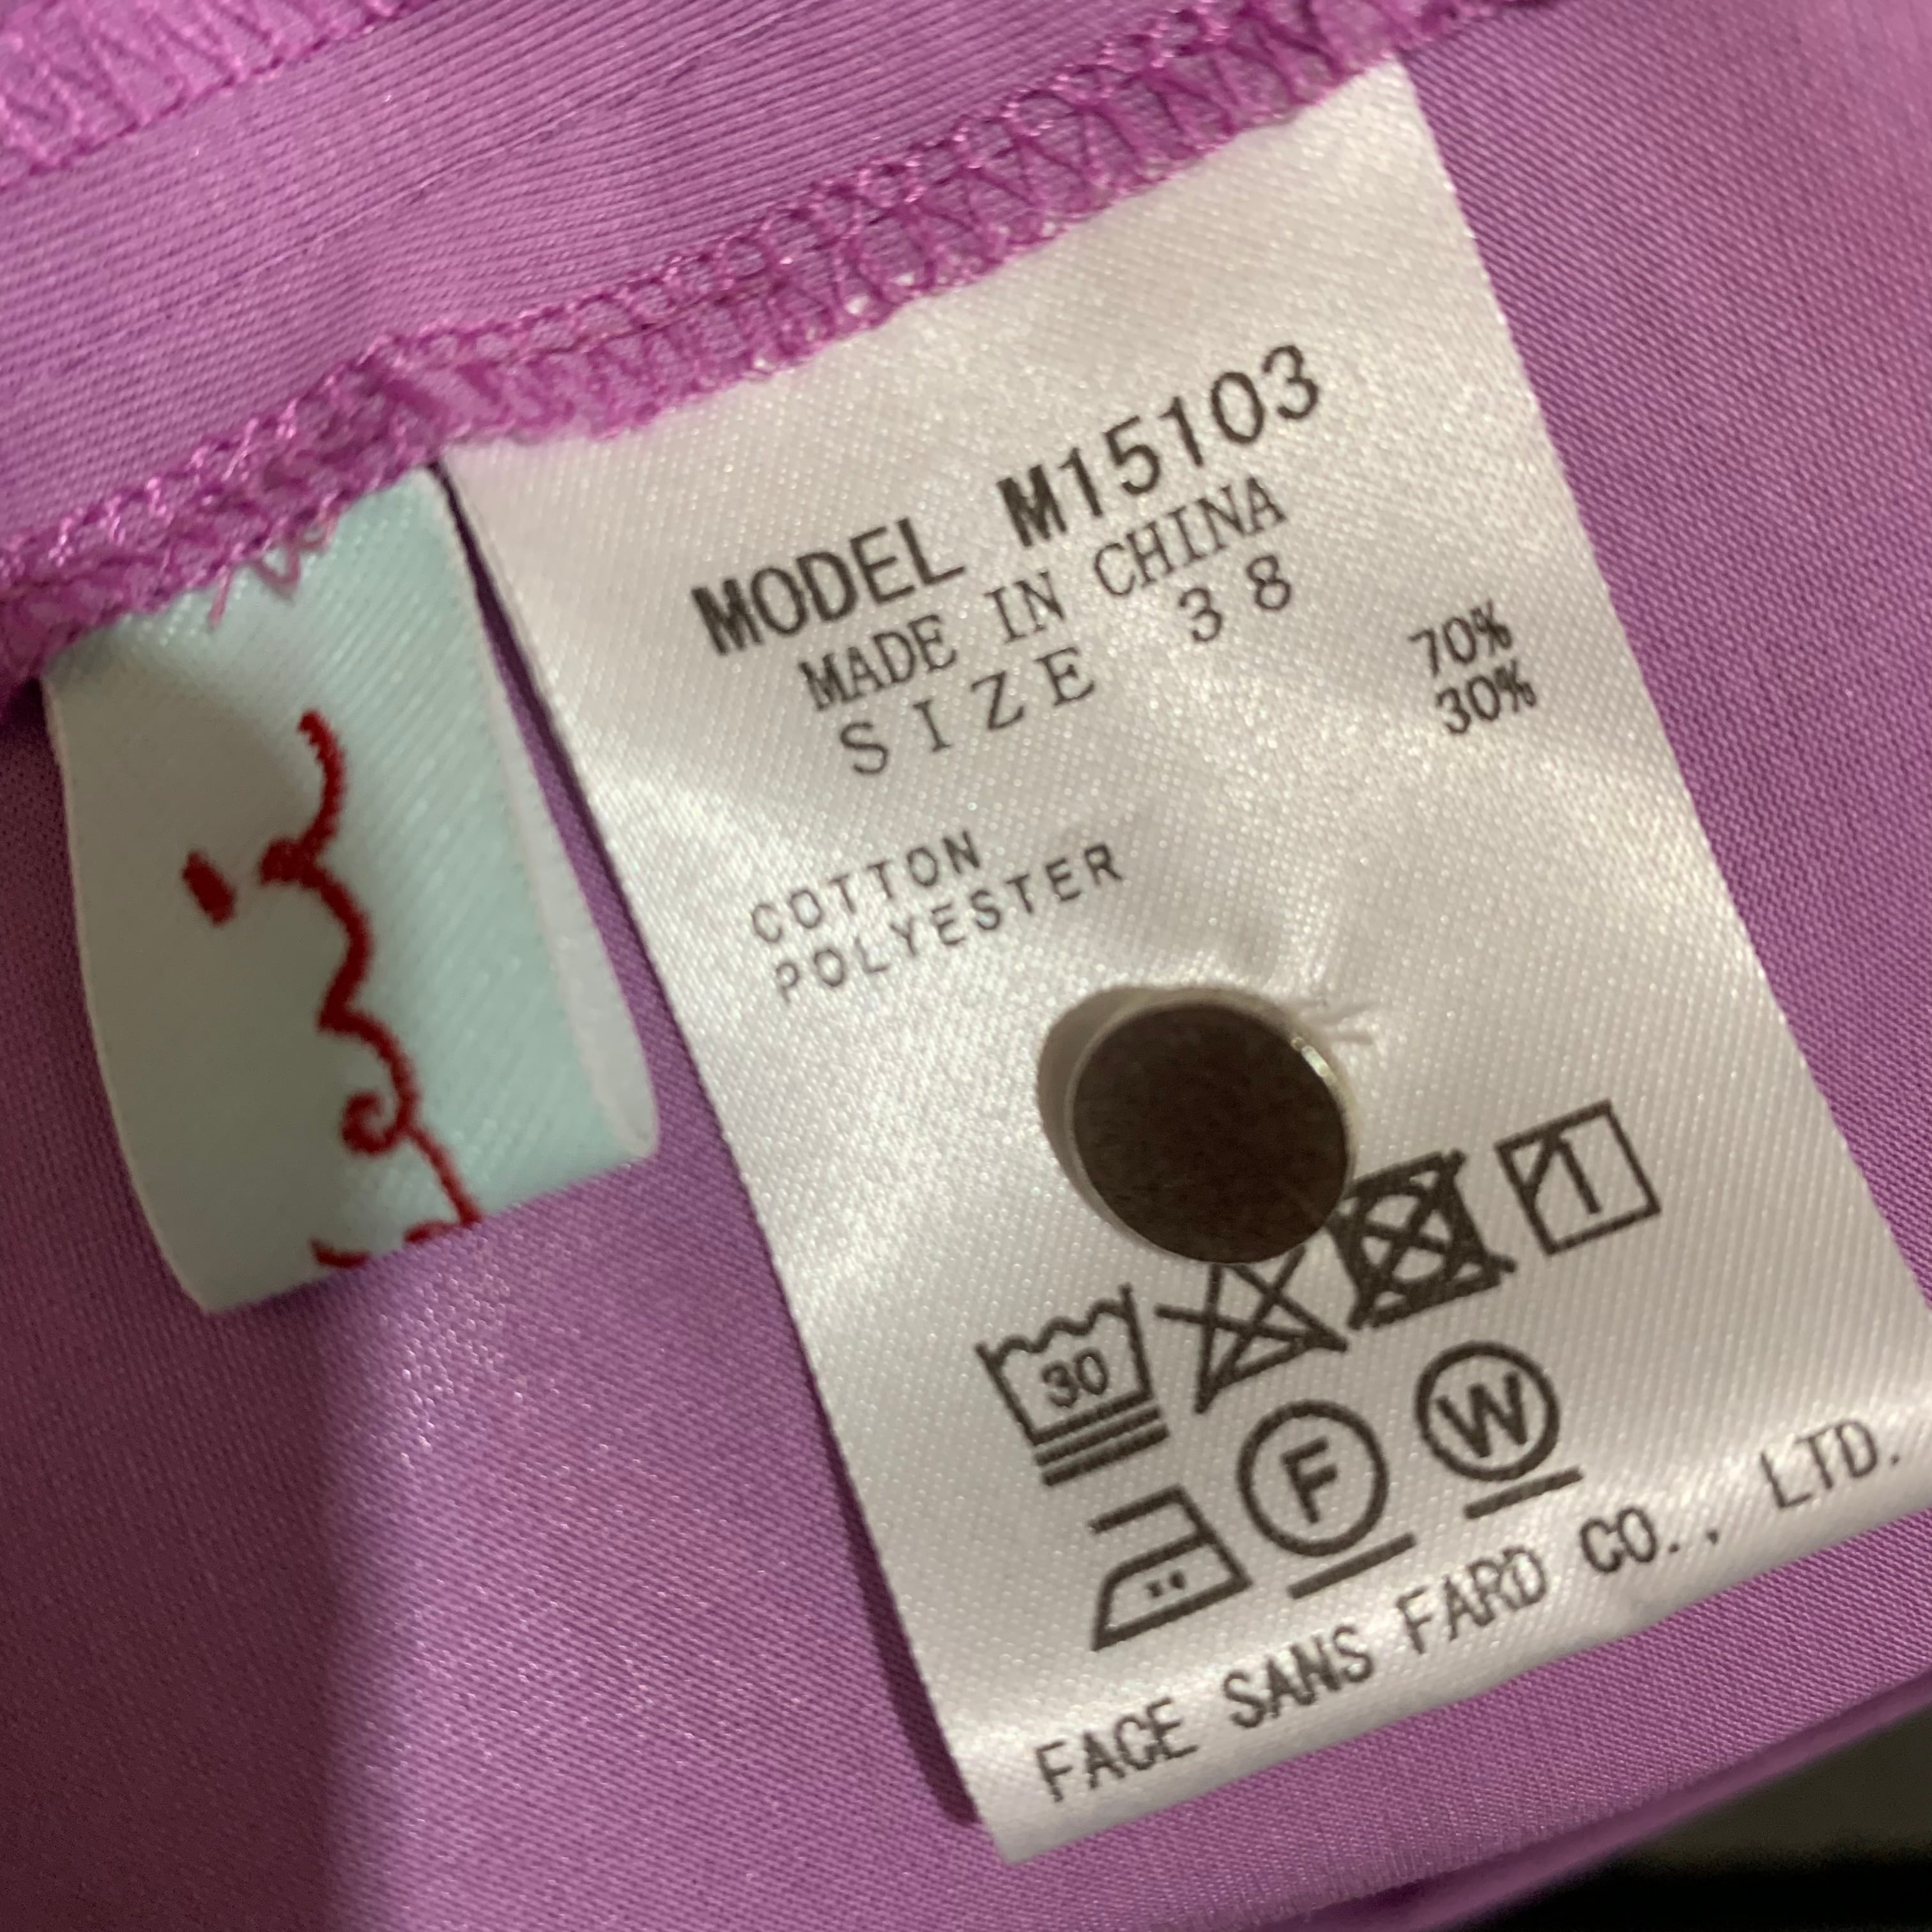 MODEL M15103
MADE IN CHINA
SIZE 38
70%
30%
COTTON
POLYESTER
30
F
W
FACE SANS FARD CO., LTD.